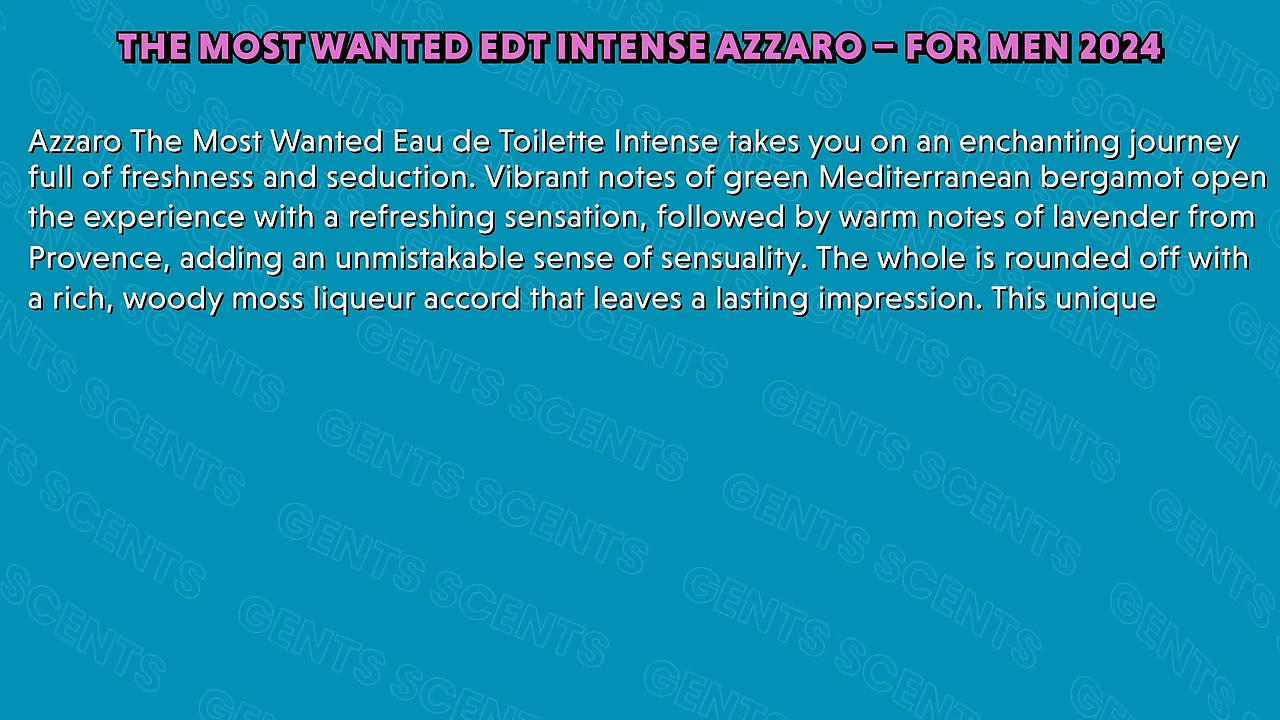 THE MOST WANTED EDT INTENSE AZZARO – FOR MEN 2024
Azzaro The Most Wanted Eau de Toilette Intense takes you on an enchanting journey
full of freshness and seduction. Vibrant notes of green Mediterranean bergamot open
the experience with a refreshing sensation, followed by warm notes of lavender from
Provence, adding an unmistakable sense of sensuality. The whole is rounded off with
a rich, woody moss liqueur accord that leaves a lasting impression. This unique
GENTS SCENTS